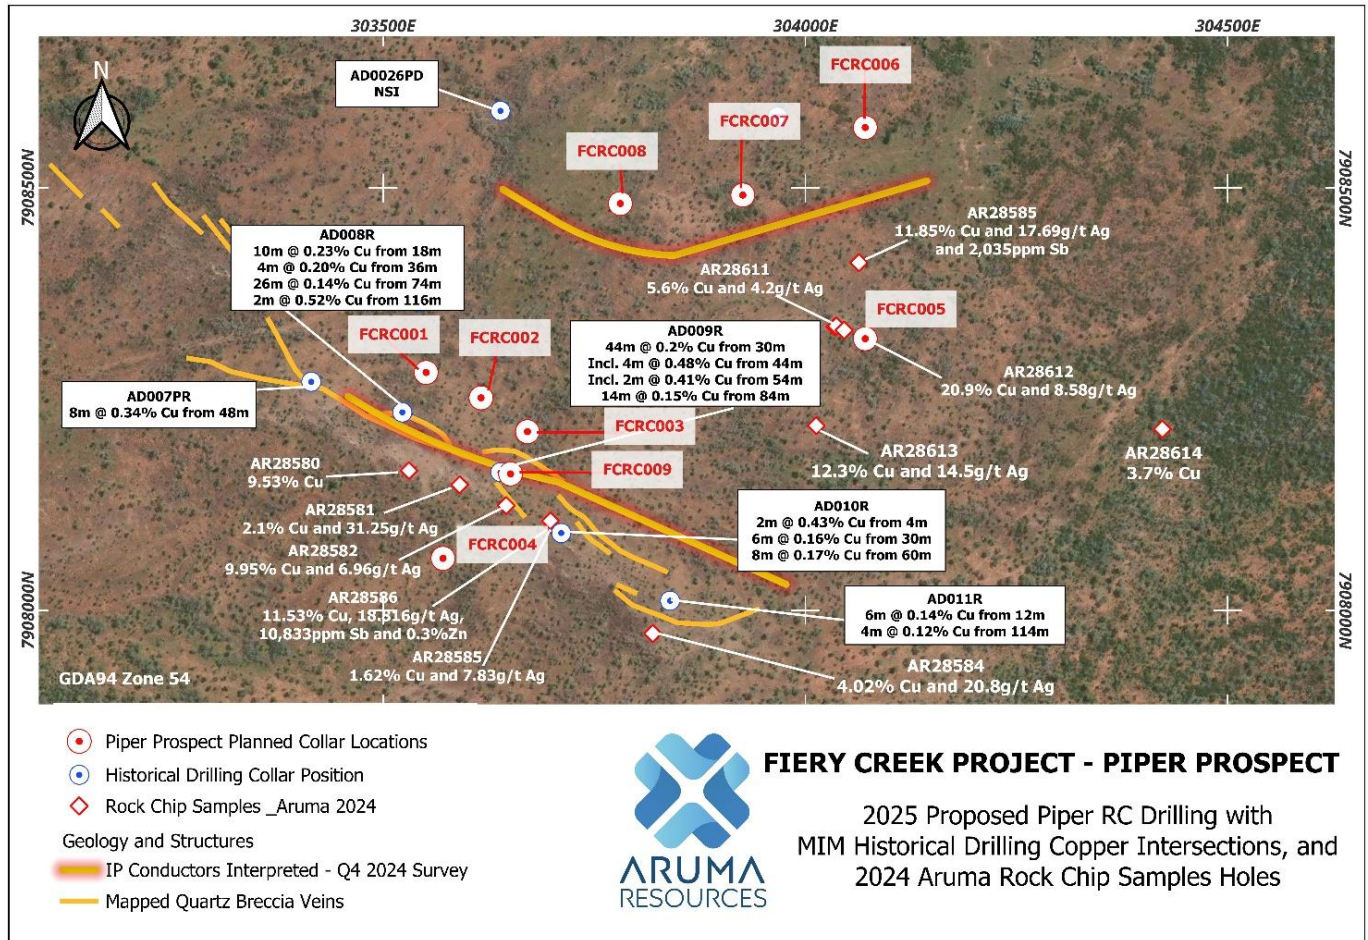 303500E
304000E
304500E
N
AD0026PD
NSI
FCRC006
FCRC007
FCRC008
7908500N
7908500N
AR28585
11.85% Cu and 17.69g/t Ag
and 2,035ppm Sb
AD008R
10m @ 0.23% Cu from 18m
4m @ 0.20% Cu from 36m
26m @ 0.14% Cu from 74m
2m @ 0.52% Cu from 116m
AR28611
5.6% Cu and 4.2g/t Ag
FCRC001
FCRC002
AD009R
44m @ 0.2% Cu from 30m
Incl. 4m @ 0.48% Cu from 44m
Incl. 2m @ 0.41% Cu from 54m
14m @ 0.15% Cu from 84m
FCRC005
AR28612
20.9% Cu and 8.58g/t Ag
AD007PR
8m @ 0.34% Cu from 48m
FCRC003
AR28613
12.3% Cu and 14.5g/t Ag
AR28614
3.7% Cu
AR28580
9.53% Cu
FCRC009
AR28581
2.1% Cu and 31.25g/t Ag
AD010R
2m @ 0.43% Cu from 4m
6m @ 0.16% Cu from 30m
8m @ 0.17% Cu from 60m
AR28582
9.95% Cu and 6.96g/t Ag
FCRC004
AR28586
11.53% Cu, 18.816g/t Ag,
10,833ppm Sb and 0.3%Zn
7908000N
7908000N
AD011R
6m @ 0.14% Cu from 12m
4m @ 0.12% Cu from 114m
AR28585
1.62% Cu and 7.83g/t Ag
AR28584
4.02% Cu and 20.8g/t Ag
GDA94 Zone 54
Piper Prospect Planned Collar Locations
Historical Drilling Collar Position
Rock Chip Samples _Aruma 2024
Geology and Structures
IP Conductors Interpreted - Q4 2024 Survey
Mapped Quartz Breccia Veins
ARUMA
RESOURCES
FIERY CREEK PROJECT - PIPER PROSPECT
2025 Proposed Piper RC Drilling with
MIM Historical Drilling Copper Intersections, and
2024 Aruma Rock Chip Samples Holes